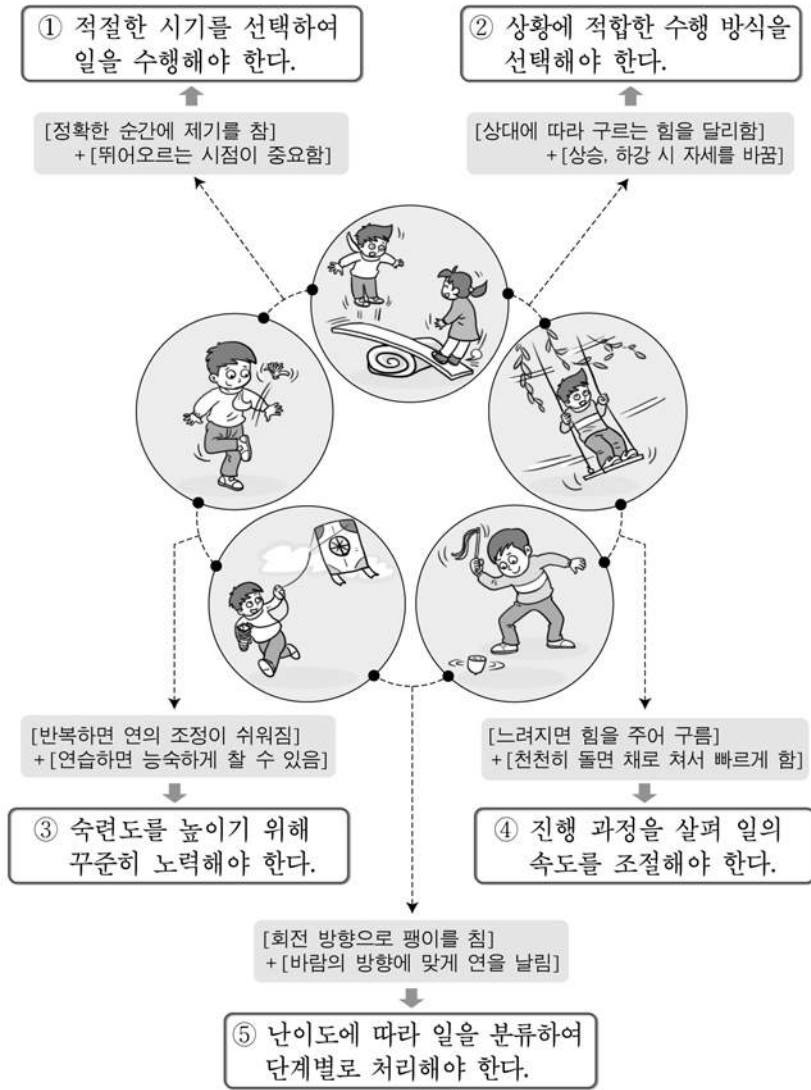 ① 적절한 시기를 선택하여
일을 수행해야 한다.
② 상황에 적합한 수행 방식을
선택해야 한다.
[정확한 순간에 제기를 참]
+ [뛰어오르는 시점이 중요함]
[상대에 따라 구르는 힘을 달리함]
+ [상승, 하강 시 자세를 바꿈]
[반복하면 연의 조정이 쉬워짐]
+ [연습하면 능숙하게 찰 수 있음]
[느려지면 힘을 주어 구름]
+ [천천히 돌면 채로 쳐서 빠르게 함]
③ 숙련도를 높이기 위해
꾸준히 노력해야 한다.
④ 진행 과정을 살펴 일의
속도를 조절해야 한다.
[회전 방향으로 팽이를 침]
+ [바람의 방향에 맞게 연을 날림]
⑤ 난이도에 따라 일을 분류하여
단계별로 처리해야 한다.